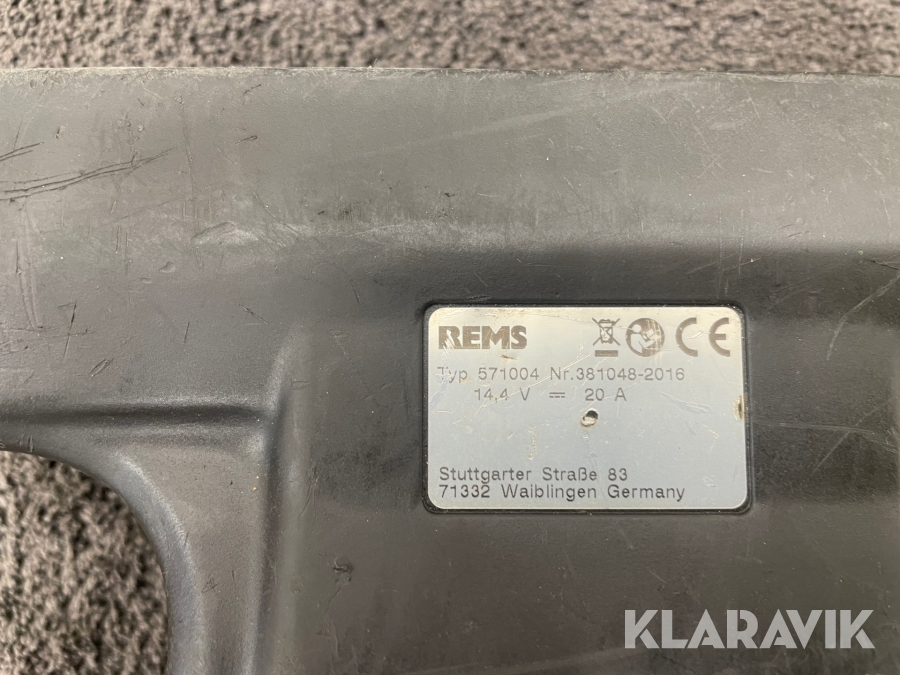 REMS CE
Typ 571004 Nr.381048-2016
14,4 V ⎓ 20 A
Stuttgarter Straße 83
71332 Waiblingen Germany
KLARAVIK